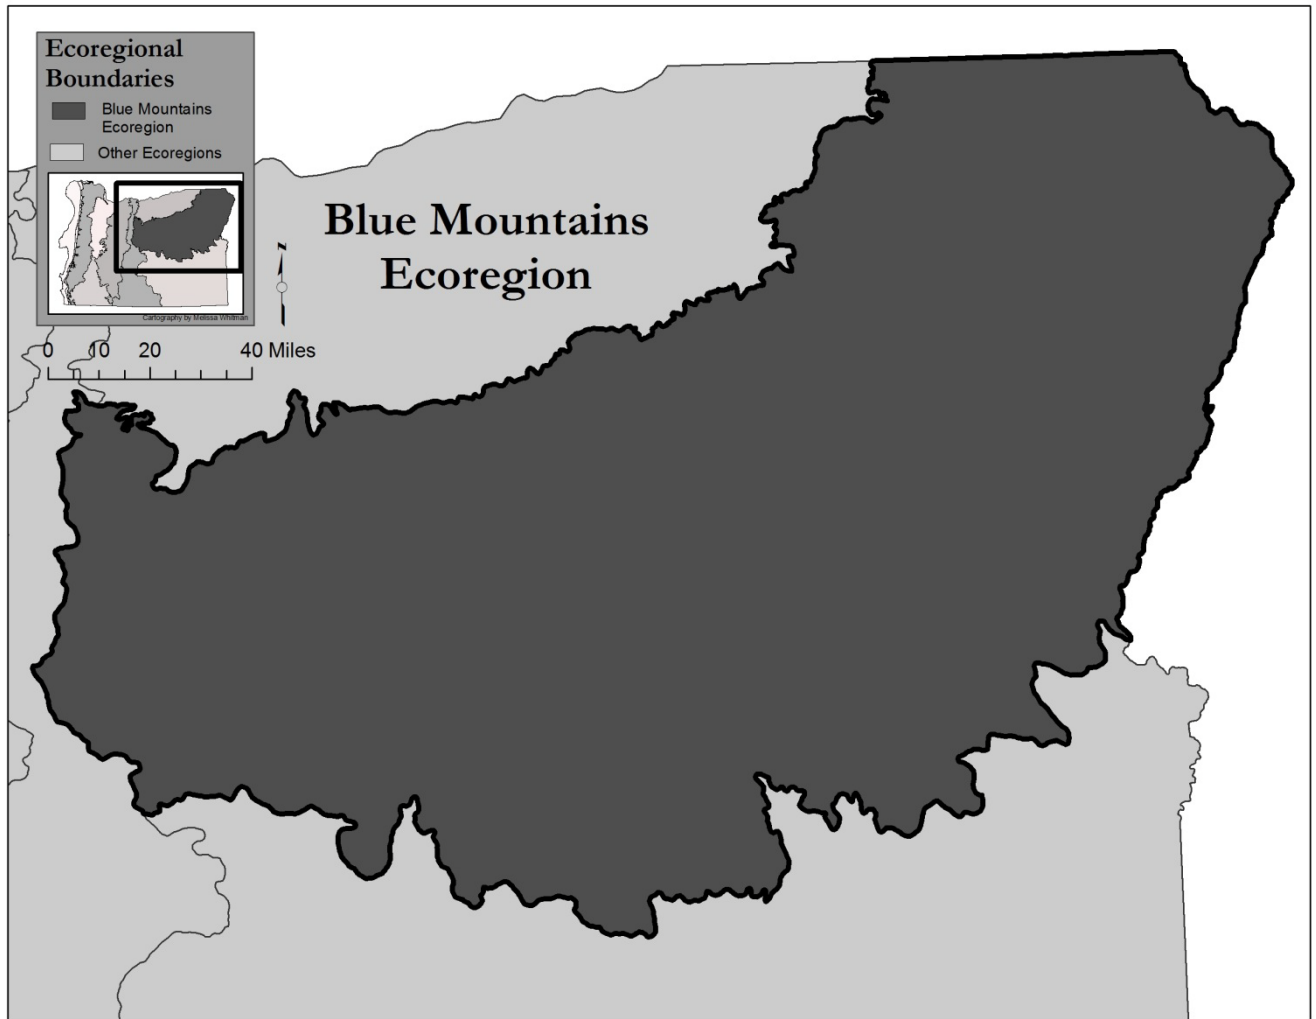 Ecoregional
Boundaries
Blue Mountains
Ecoregion
Other Ecoregions
Cartography by Melissa Whitman
Blue Mountains
Ecoregion
N
0 10 20 40 Miles